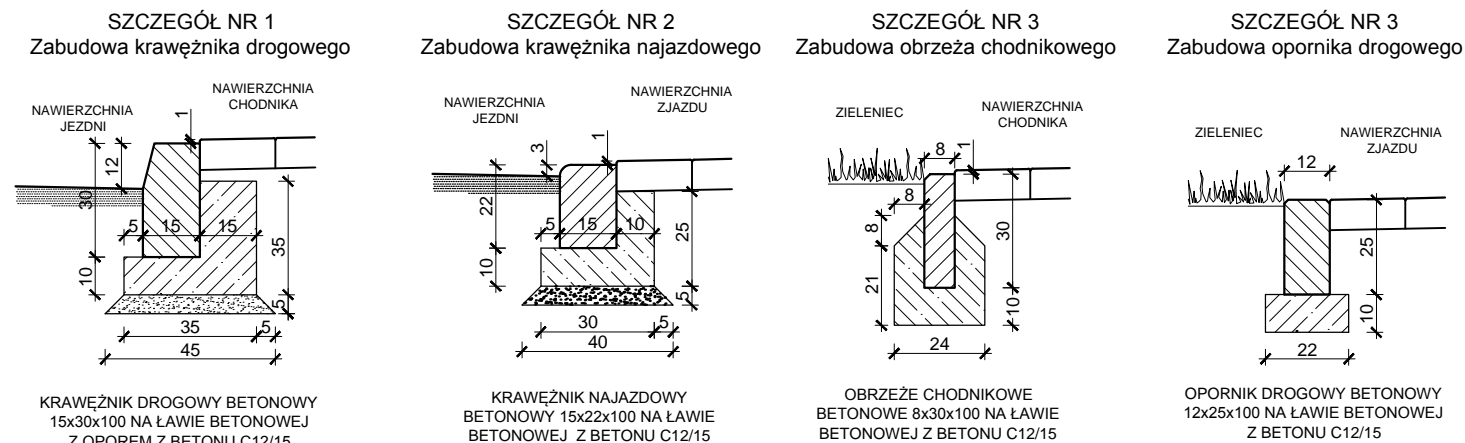 SZCZEGÓŁ NR 1
Zabudowa krawężnika drogowego
NAWIERZCHNIA
JEZDNI
NAWIERZCHNIA
CHODNIKA
1
12
30
5
15
15
35
10
5
35
5
45
KRAWĘŻNIK DROGOWY BETONOWY
15x30x100 NA ŁAWIE BETONOWEJ
Z OPOREM Z BETONU C12/15
SZCZEGÓŁ NR 2
Zabudowa krawężnika najazdowego
NAWIERZCHNIA
JEZDNI
NAWIERZCHNIA
ZJAZDU
3
1
22
5
15
10
25
10
5
30
5
40
KRAWĘŻNIK NAJAZDOWY
BETONOWY 15x22x100 NA ŁAWIE
BETONOWEJ Z BETONU C12/15
SZCZEGÓŁ NR 3
Zabudowa obrzeża chodnikowego
ZIELENIEC
NAWIERZCHNIA
CHODNIKA
8
1
8
8
30
21
10
24
OBRZEŻE CHODNIKOWE
BETONOWE 8x30x100 NA ŁAWIE
BETONOWEJ Z BETONU C12/15
SZCZEGÓŁ NR 3
Zabudowa opornika drogowego
ZIELENIEC
NAWIERZCHNIA
ZJAZDU
12
25
10
22
OPORNIK DROGOWY BETONOWY
12x25x100 NA ŁAWIE BETONOWEJ
Z BETONU C12/15